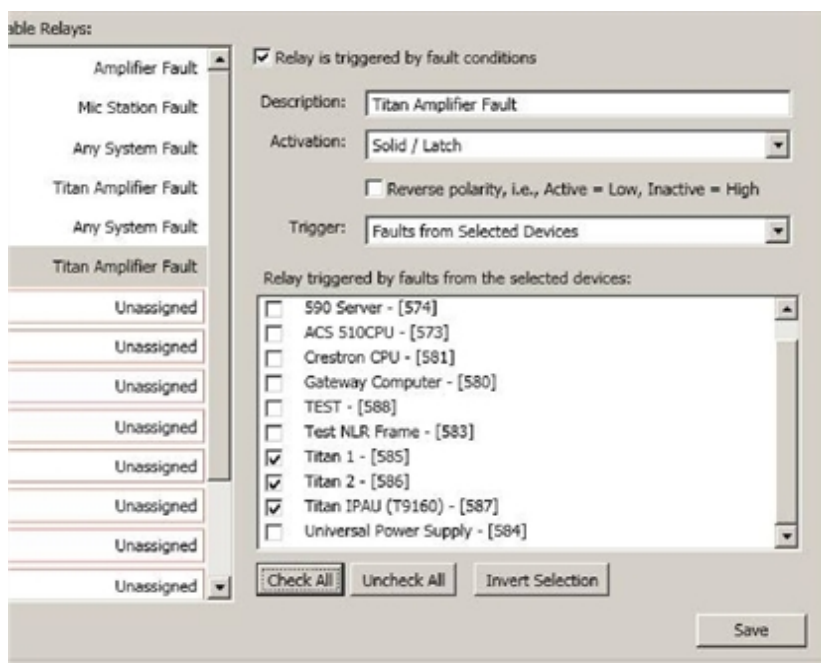 able Relays:
Amplifier Fault
Mic Station Fault
Any System Fault
Titan Amplifier Fault
Any System Fault
Titan Amplifier Fault
Unassigned
Unassigned
Unassigned
Unassigned
Unassigned
Unassigned
Unassigned
Unassigned
Relay is triggered by fault conditions
Description: Titan Amplifier Fault
Activation: Solid / Latch
Reverse polarity, i.e., Active = Low, Inactive = High
Trigger: Faults from Selected Devices
Relay triggered by faults from the selected devices:
590 Server - [574]
ACS 510CPU - [573]
Crestron CPU - [581]
Gateway Computer - [580]
TEST - [588]
Test NLR Frame - [583]
Titan 1 - [585]
Titan 2 - [586]
Titan IPAU (T9160) - [587]
Universal Power Supply - [584]
Check All Uncheck All Invert Selection
Save